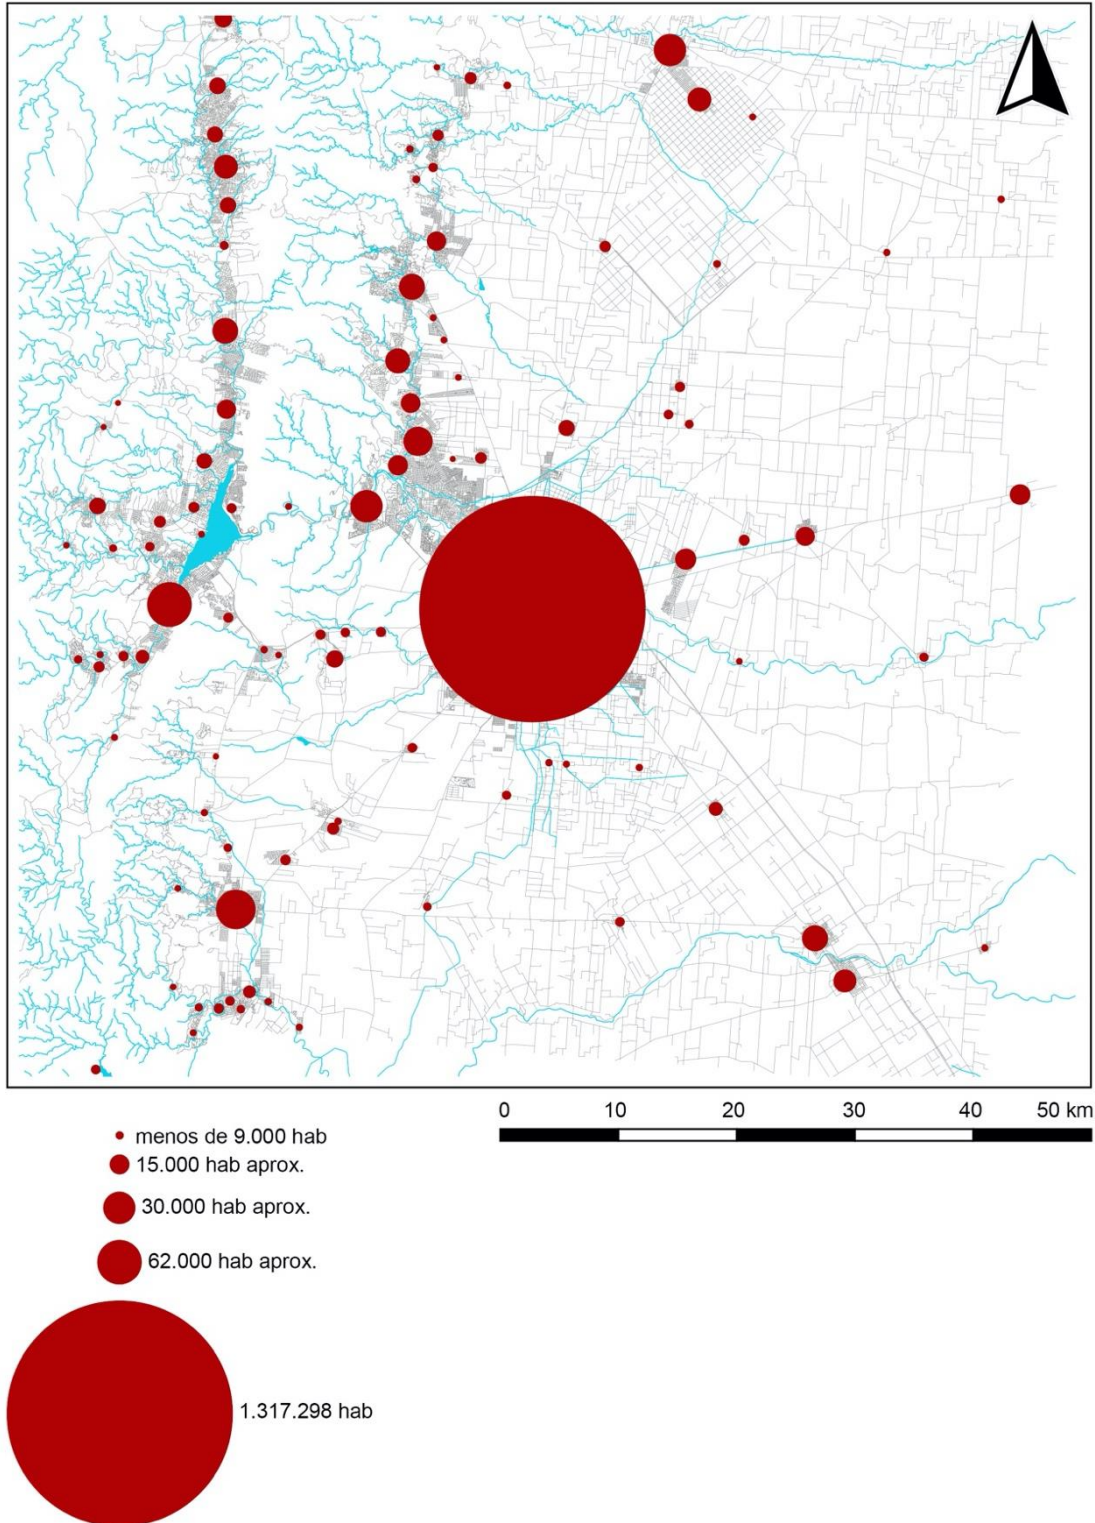 0 10 20 30 40 50 km
menos de 9.000 hab
15.000 hab aprox.
30.000 hab aprox.
62.000 hab aprox.
1.317.298 hab